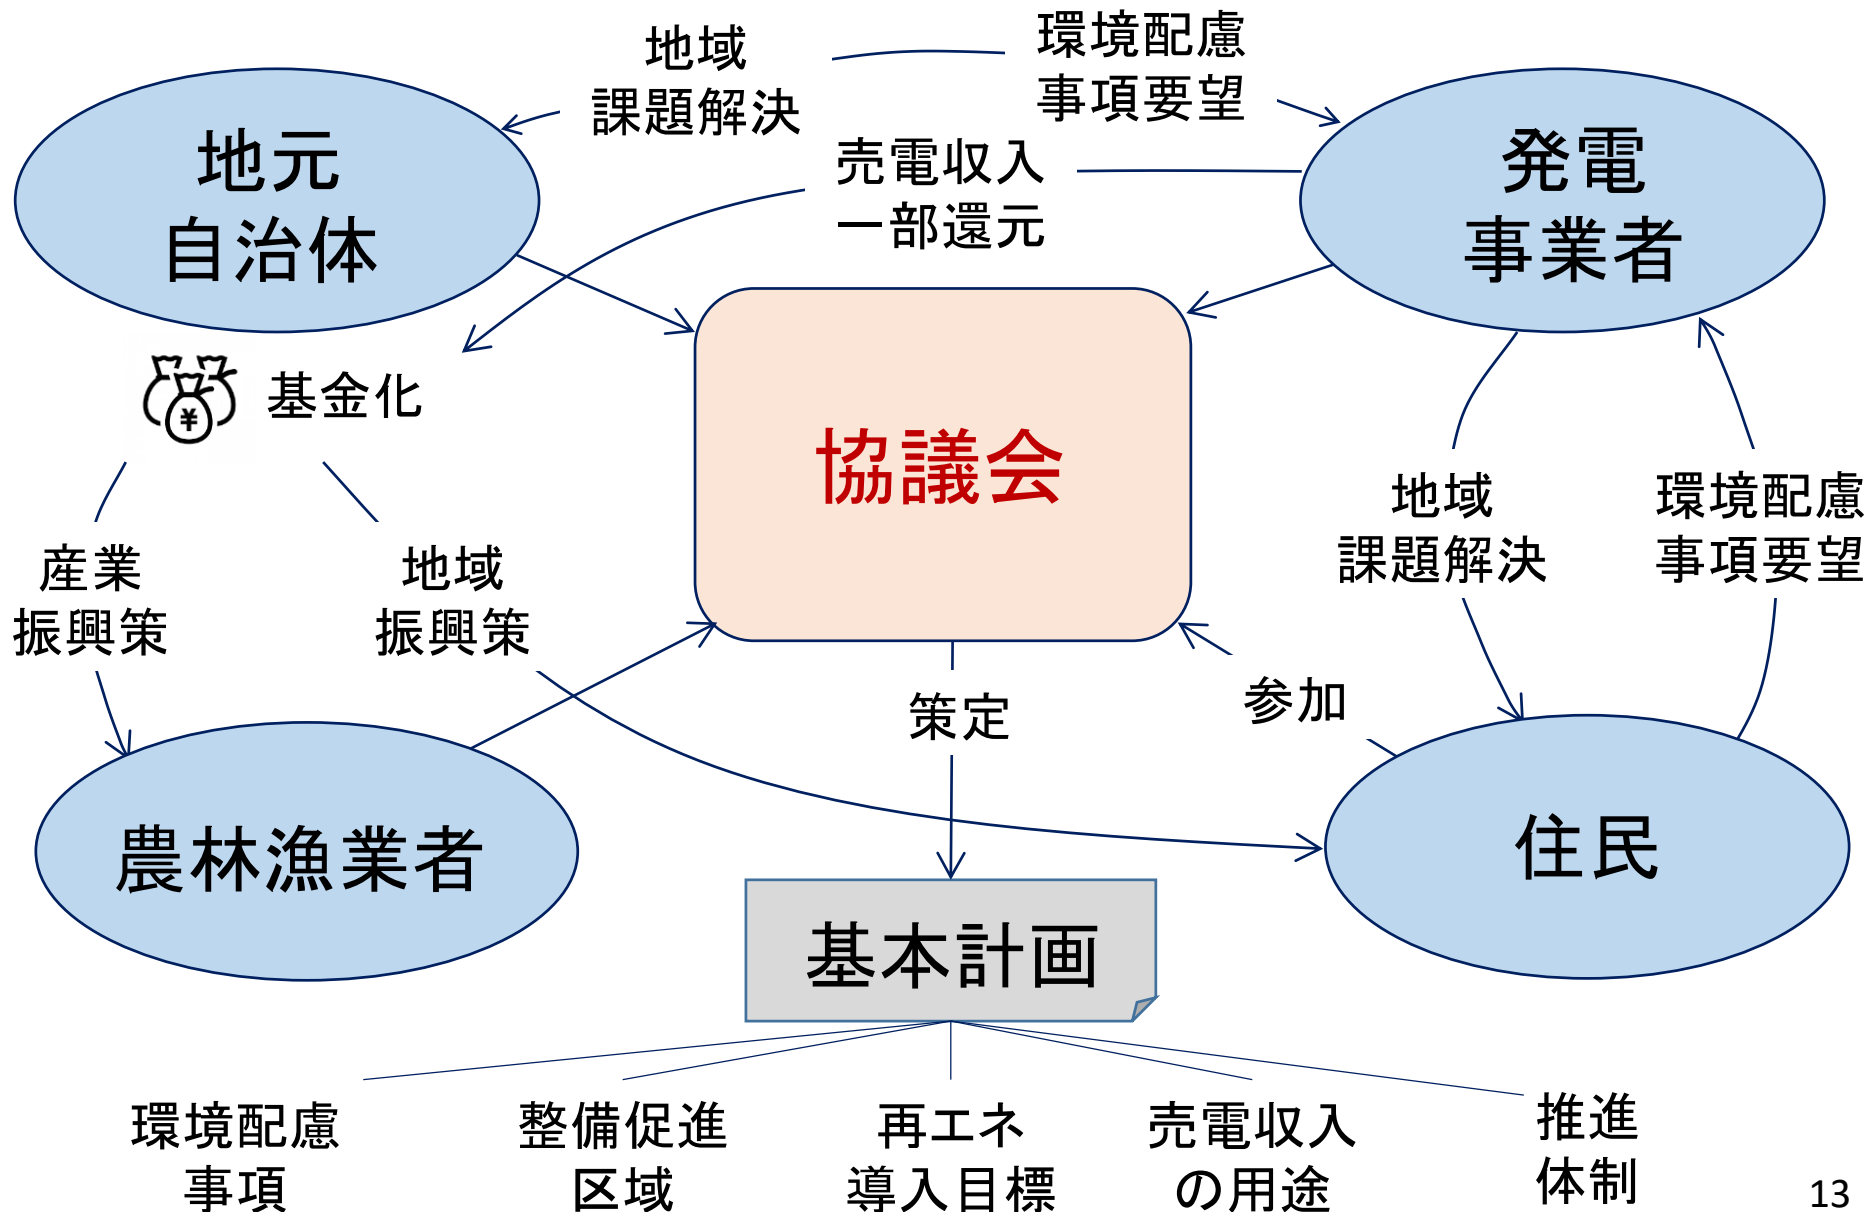 地域
課題解決
環境配慮
事項要望
地元
自治体
売電収入
一部還元
発電
事業者
¥
基金化
協議会
産業
振興策
地域
振興策
地域
課題解決
環境配慮
事項要望
策定
参加
農林漁業者
住民
基本計画
環境配慮
事項
整備促進
区域
再エネ
導入目標
売電収入
の用途
推進
体制
13